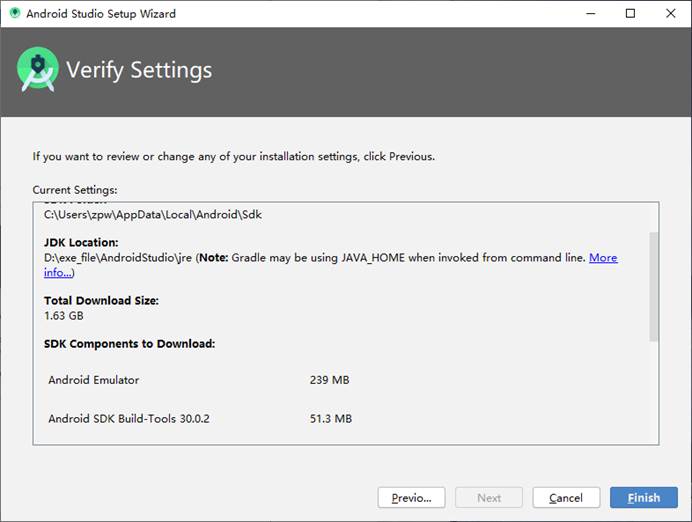 Android Studio Setup Wizard
Verify Settings
If you want to review or change any of your installation settings, click Previous.
Current Settings:
C:\Users\zpw\AppData\Local\Android\Sdk
JDK Location:
D:\exe_file\AndroidStudio\jre (Note: Gradle may be using JAVA_HOME when invoked from command line. More
info...)
Total Download Size:
1.63 GB
SDK Components to Download:
Android Emulator 239 MB
Android SDK Build-Tools 30.0.2 51.3 MB
Previo... Next Cancel Finish